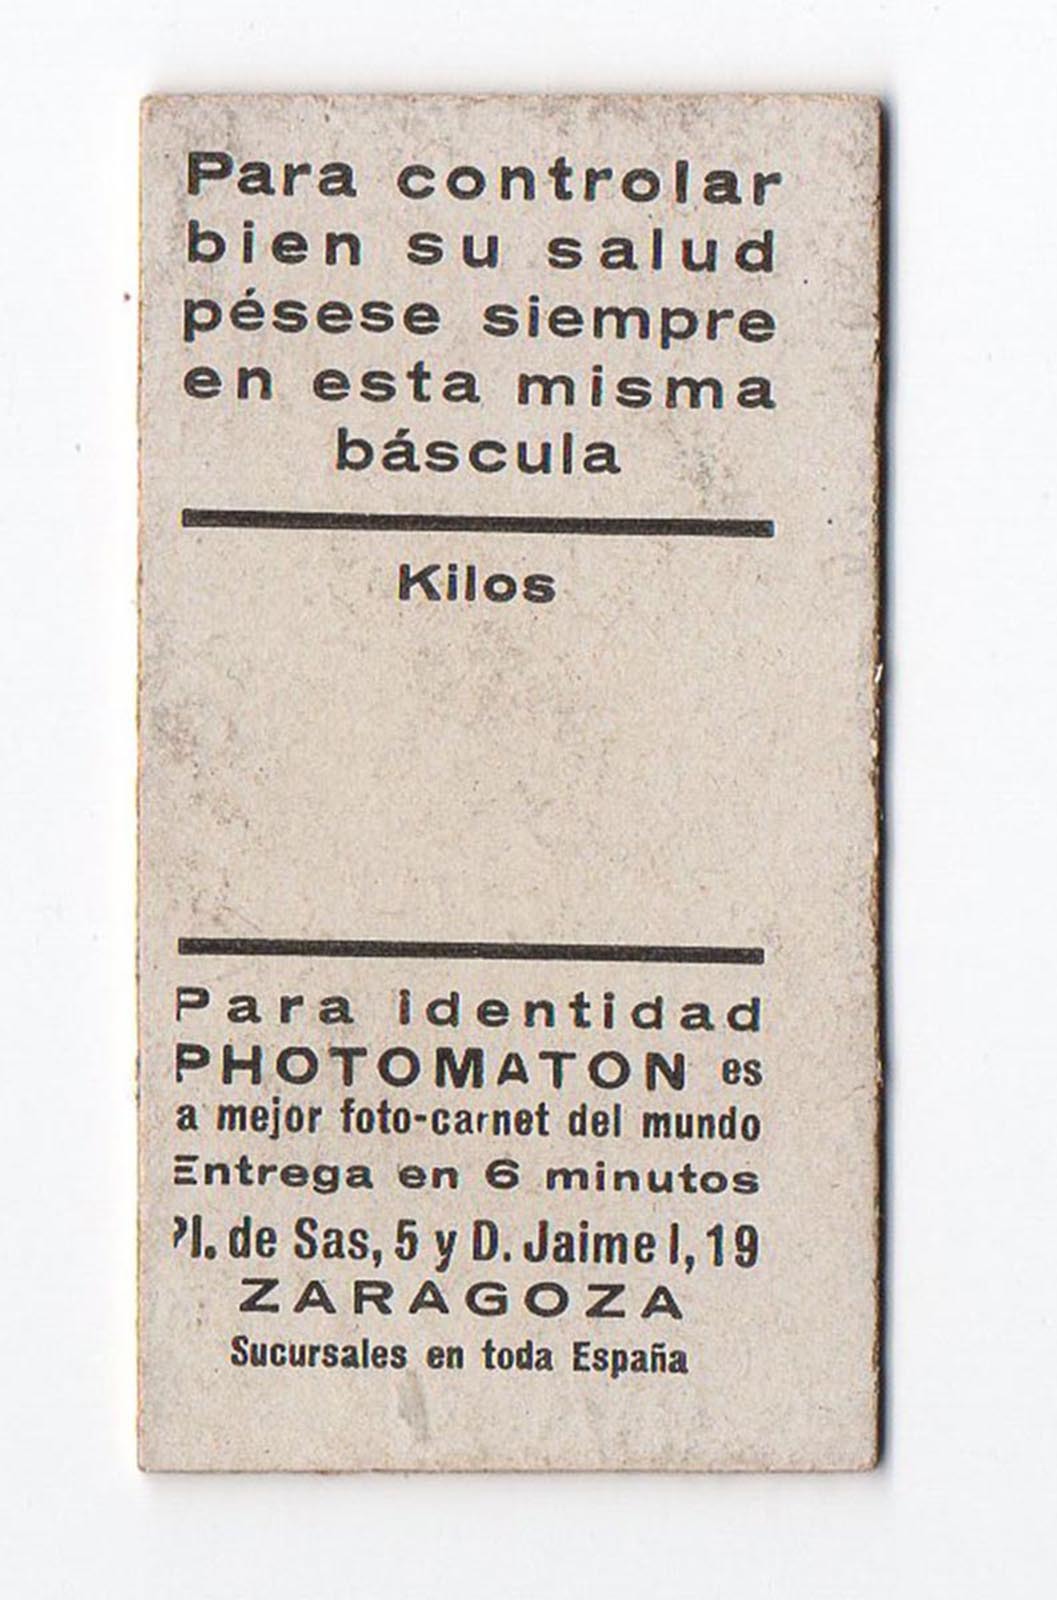 Para controlar
bien su salud
pésese siempre
en esta misma
báscula
Kilos
Para identidad
PHOTOMATON es
a mejor foto-carnet del mundo
Entrega en 6 minutos
Pl. de Sas, 5 y D. Jaime I, 19
ZARAGOZA
Sucursales en toda España